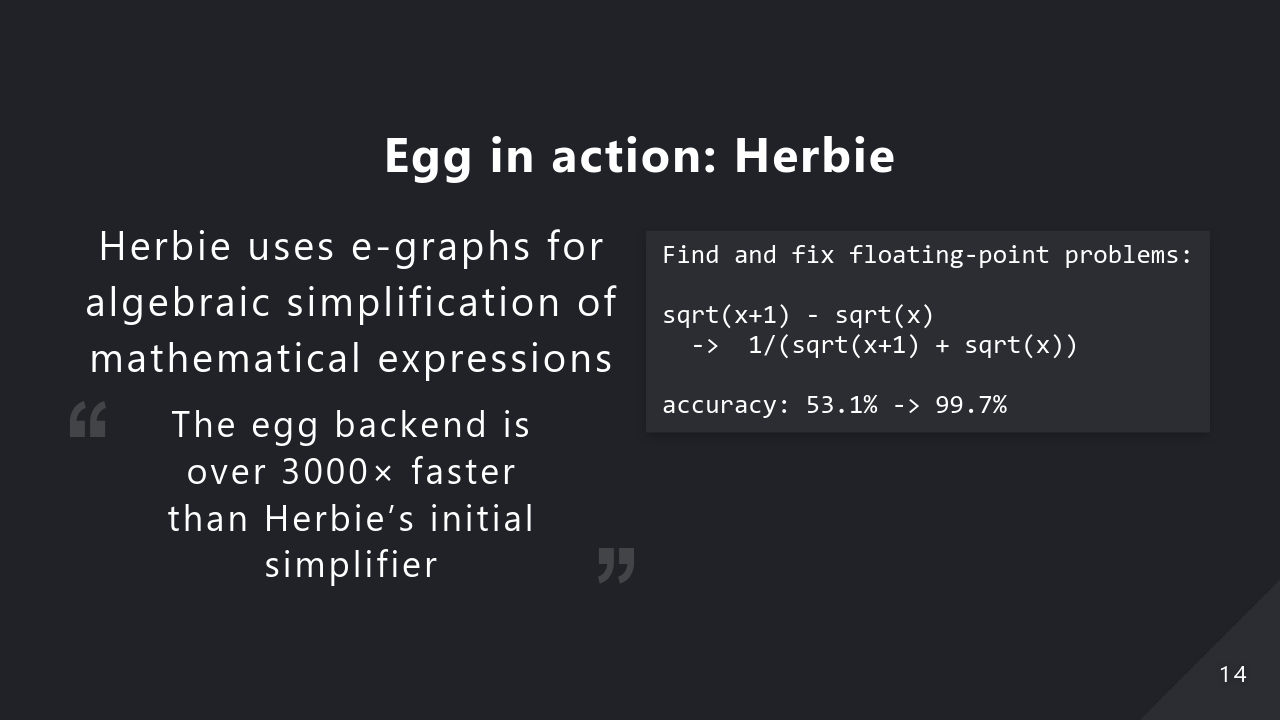 Egg in action: Herbie
Herbie uses e-graphs for
algebraic simplification of
mathematical expressions
“ The egg backend is
over 3000× faster
than Herbie’s initial
simplifier ”
Find and fix floating-point problems:
sqrt(x+1) - sqrt(x)
-> 1/(sqrt(x+1) + sqrt(x))
accuracy: 53.1% -> 99.7%
14